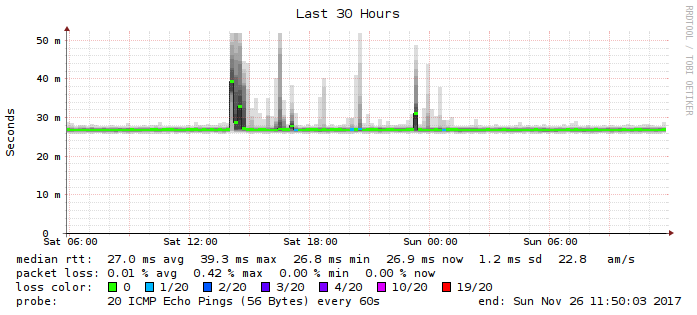 Last 30 Hours
RRDTOOL / TOBI OETIKER
Seconds
50 m
40 m
30 m
20 m
10 m
0
Sat 06:00 Sat 12:00 Sat 18:00 Sun 00:00 Sun 06:00
median rtt: 27.0 ms avg 39.3 ms max 26.8 ms min 26.9 ms now 1.2 ms sd 22.8 am/s
packet loss: 0.01 % avg 0.42 % max 0.00 % min 0.00 % now
loss color: 0 1/20 2/20 3/20 4/20 10/20 19/20
probe: 20 ICMP Echo Pings (56 Bytes) every 60s end: Sun Nov 26 11:50:03 2017